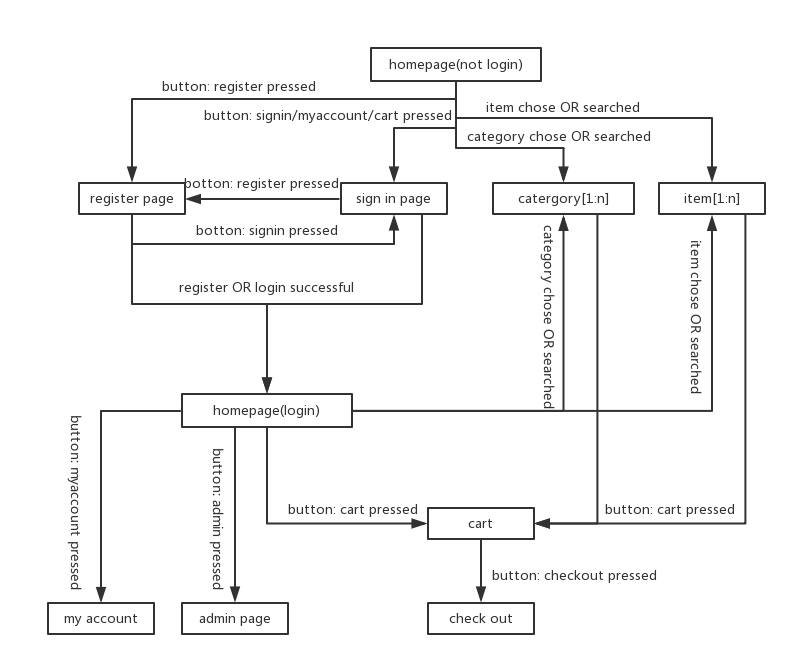 homepage(not login)
button: register pressed
item chose OR searched
button: signin/myaccount/cart pressed
category chose OR searched
botton: register pressed
register page
sign in page
catergory[1:n]
item[1:n]
botton: signin pressed
category chose OR searched
item chose OR searched
register OR login successful
homepage(login)
button: myaccount pressed
button: admin pressed
button: cart pressed
cart
button: cart pressed
button: checkout pressed
my account
admin page
check out